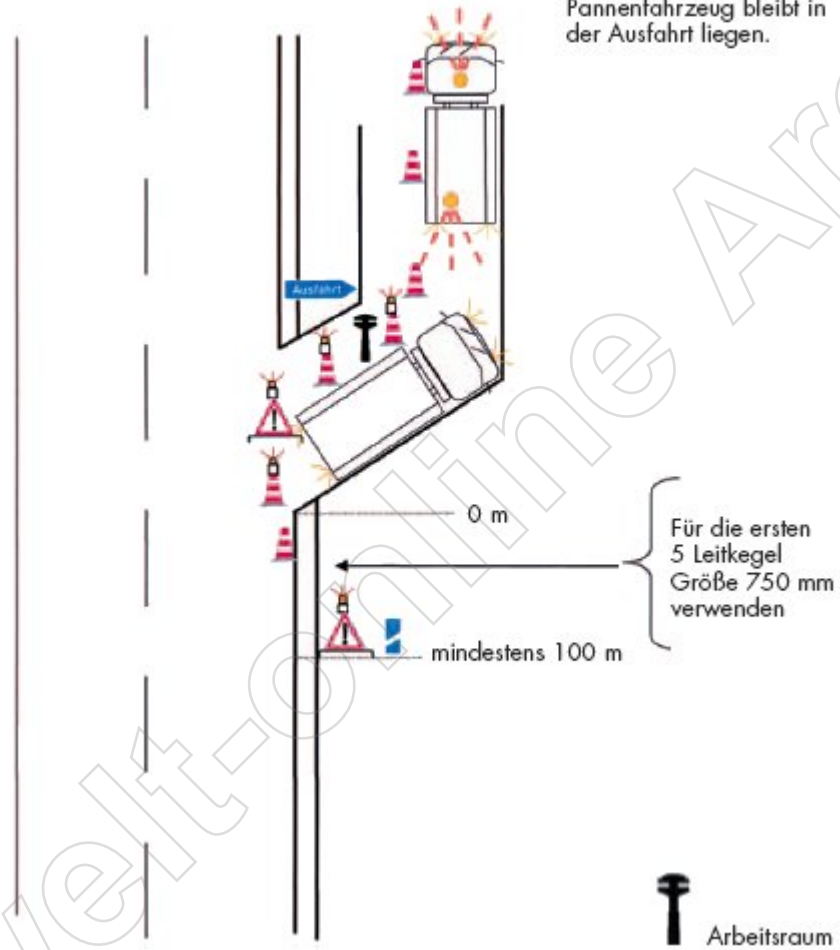 Pannenfahrzeug bleibt in
der Ausfahrt liegen.
Ausfahrt
0 m
Für die ersten
5 Leitkegel
Größe 750 mm
verwenden
mindestens 100 m
Arbeitsraum